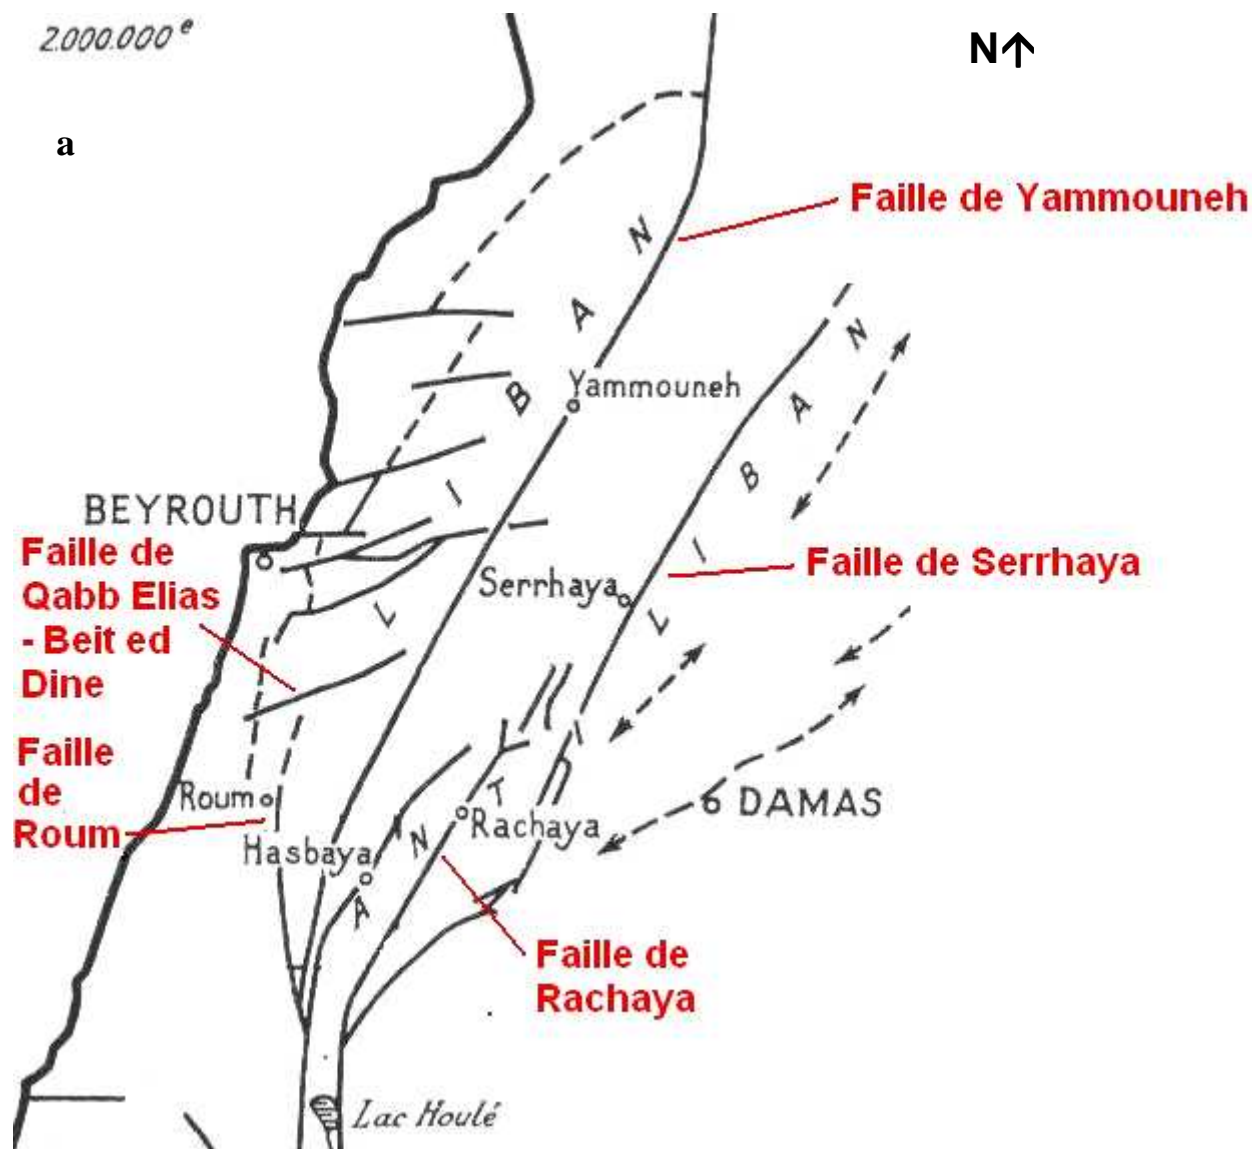 2.000.000e
N↑
a
Faille de Yammouneh
N
A
N
Yammouneh
B
A
B
BEYROUTH
I
Faille de
Qabb Elias
- Beit ed
Dine
I
Faille de Serrhaya
Serrhaya
L
L
I
Faille
de
Roum
Roum
T
DAMAS
Rachaya
N
Hasbaya
A
Faille de
Rachaya
Lac Houlé